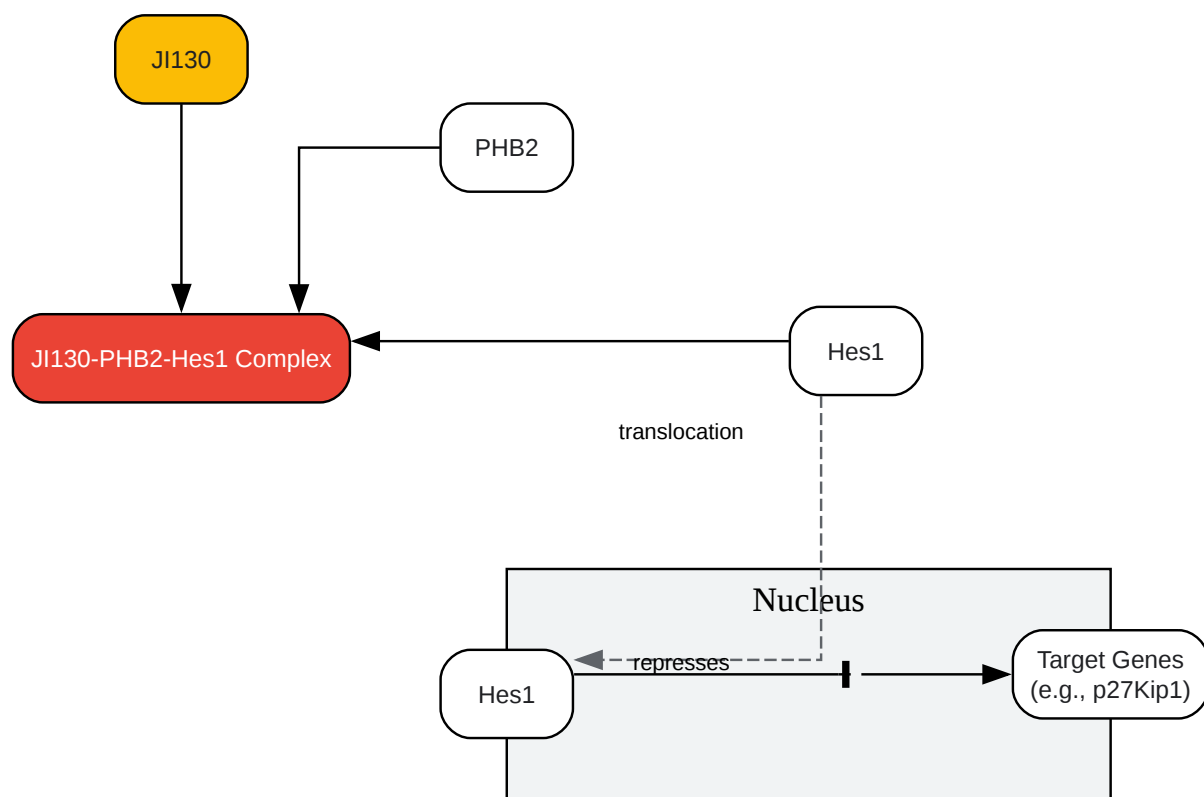 JI130
PHB2
JI130-PHB2-Hes1 Complex
Hes1
translocation
Nucleus
represses
Hes1
Target Genes
(e.g., p27Kip1)